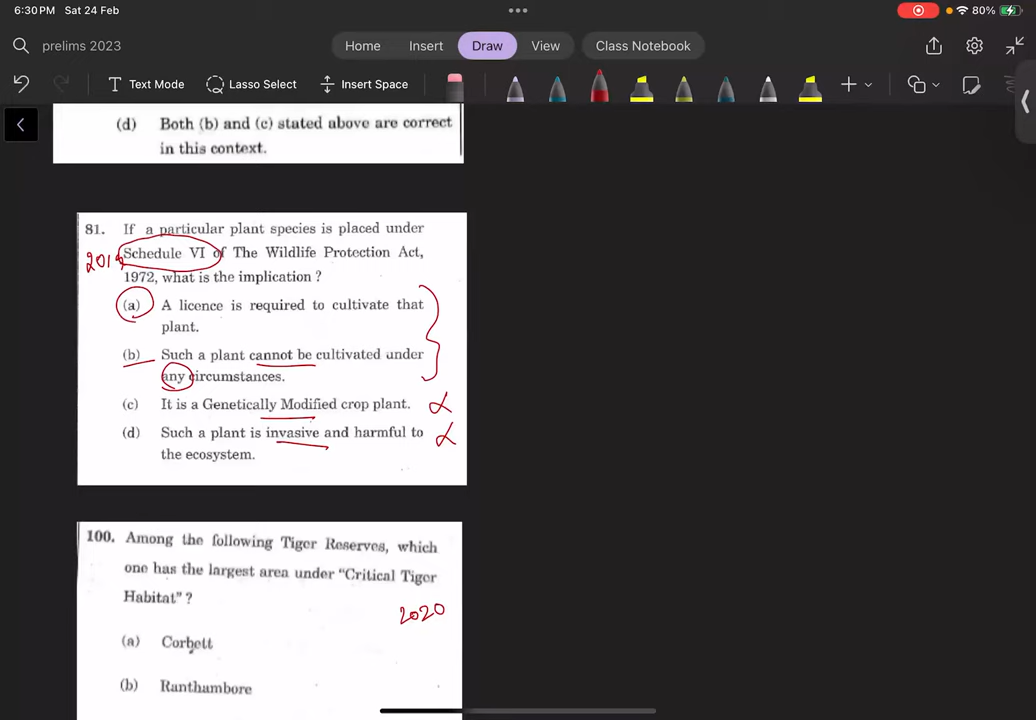 6:30 PM Sat 24 Feb
80%
prelims 2023
Home Insert Draw View Class Notebook
Text Mode Lasso Select Insert Space
(d) Both (b) and (c) stated above are correct
in this context.
81. If a particular plant species is placed under
Schedule VI of The Wildlife Protection Act,
1972, what is the implication ?
(a) A licence is required to cultivate that
plant.
(b) Such a plant cannot be cultivated under
any circumstances.
(c) It is a Genetically Modified crop plant.
(d) Such a plant is invasive and harmful to
the ecosystem.
100. Among the following Tiger Reserves, which
one has the largest area under “Critical Tiger
Habitat” ?
2020
(a) Corbett
(b) Ranthambore